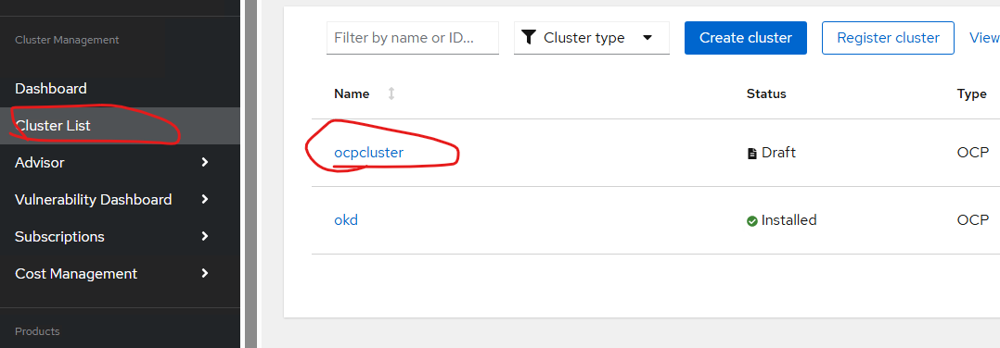 Cluster Management
Dashboard
Cluster List
Advisor
Vulnerability Dashboard
Subscriptions
Cost Management
Products
Filter by name or ID... Cluster type Create cluster Register cluster View
Name Status Type
ocpcluster Draft OCP
okd Installed OCP